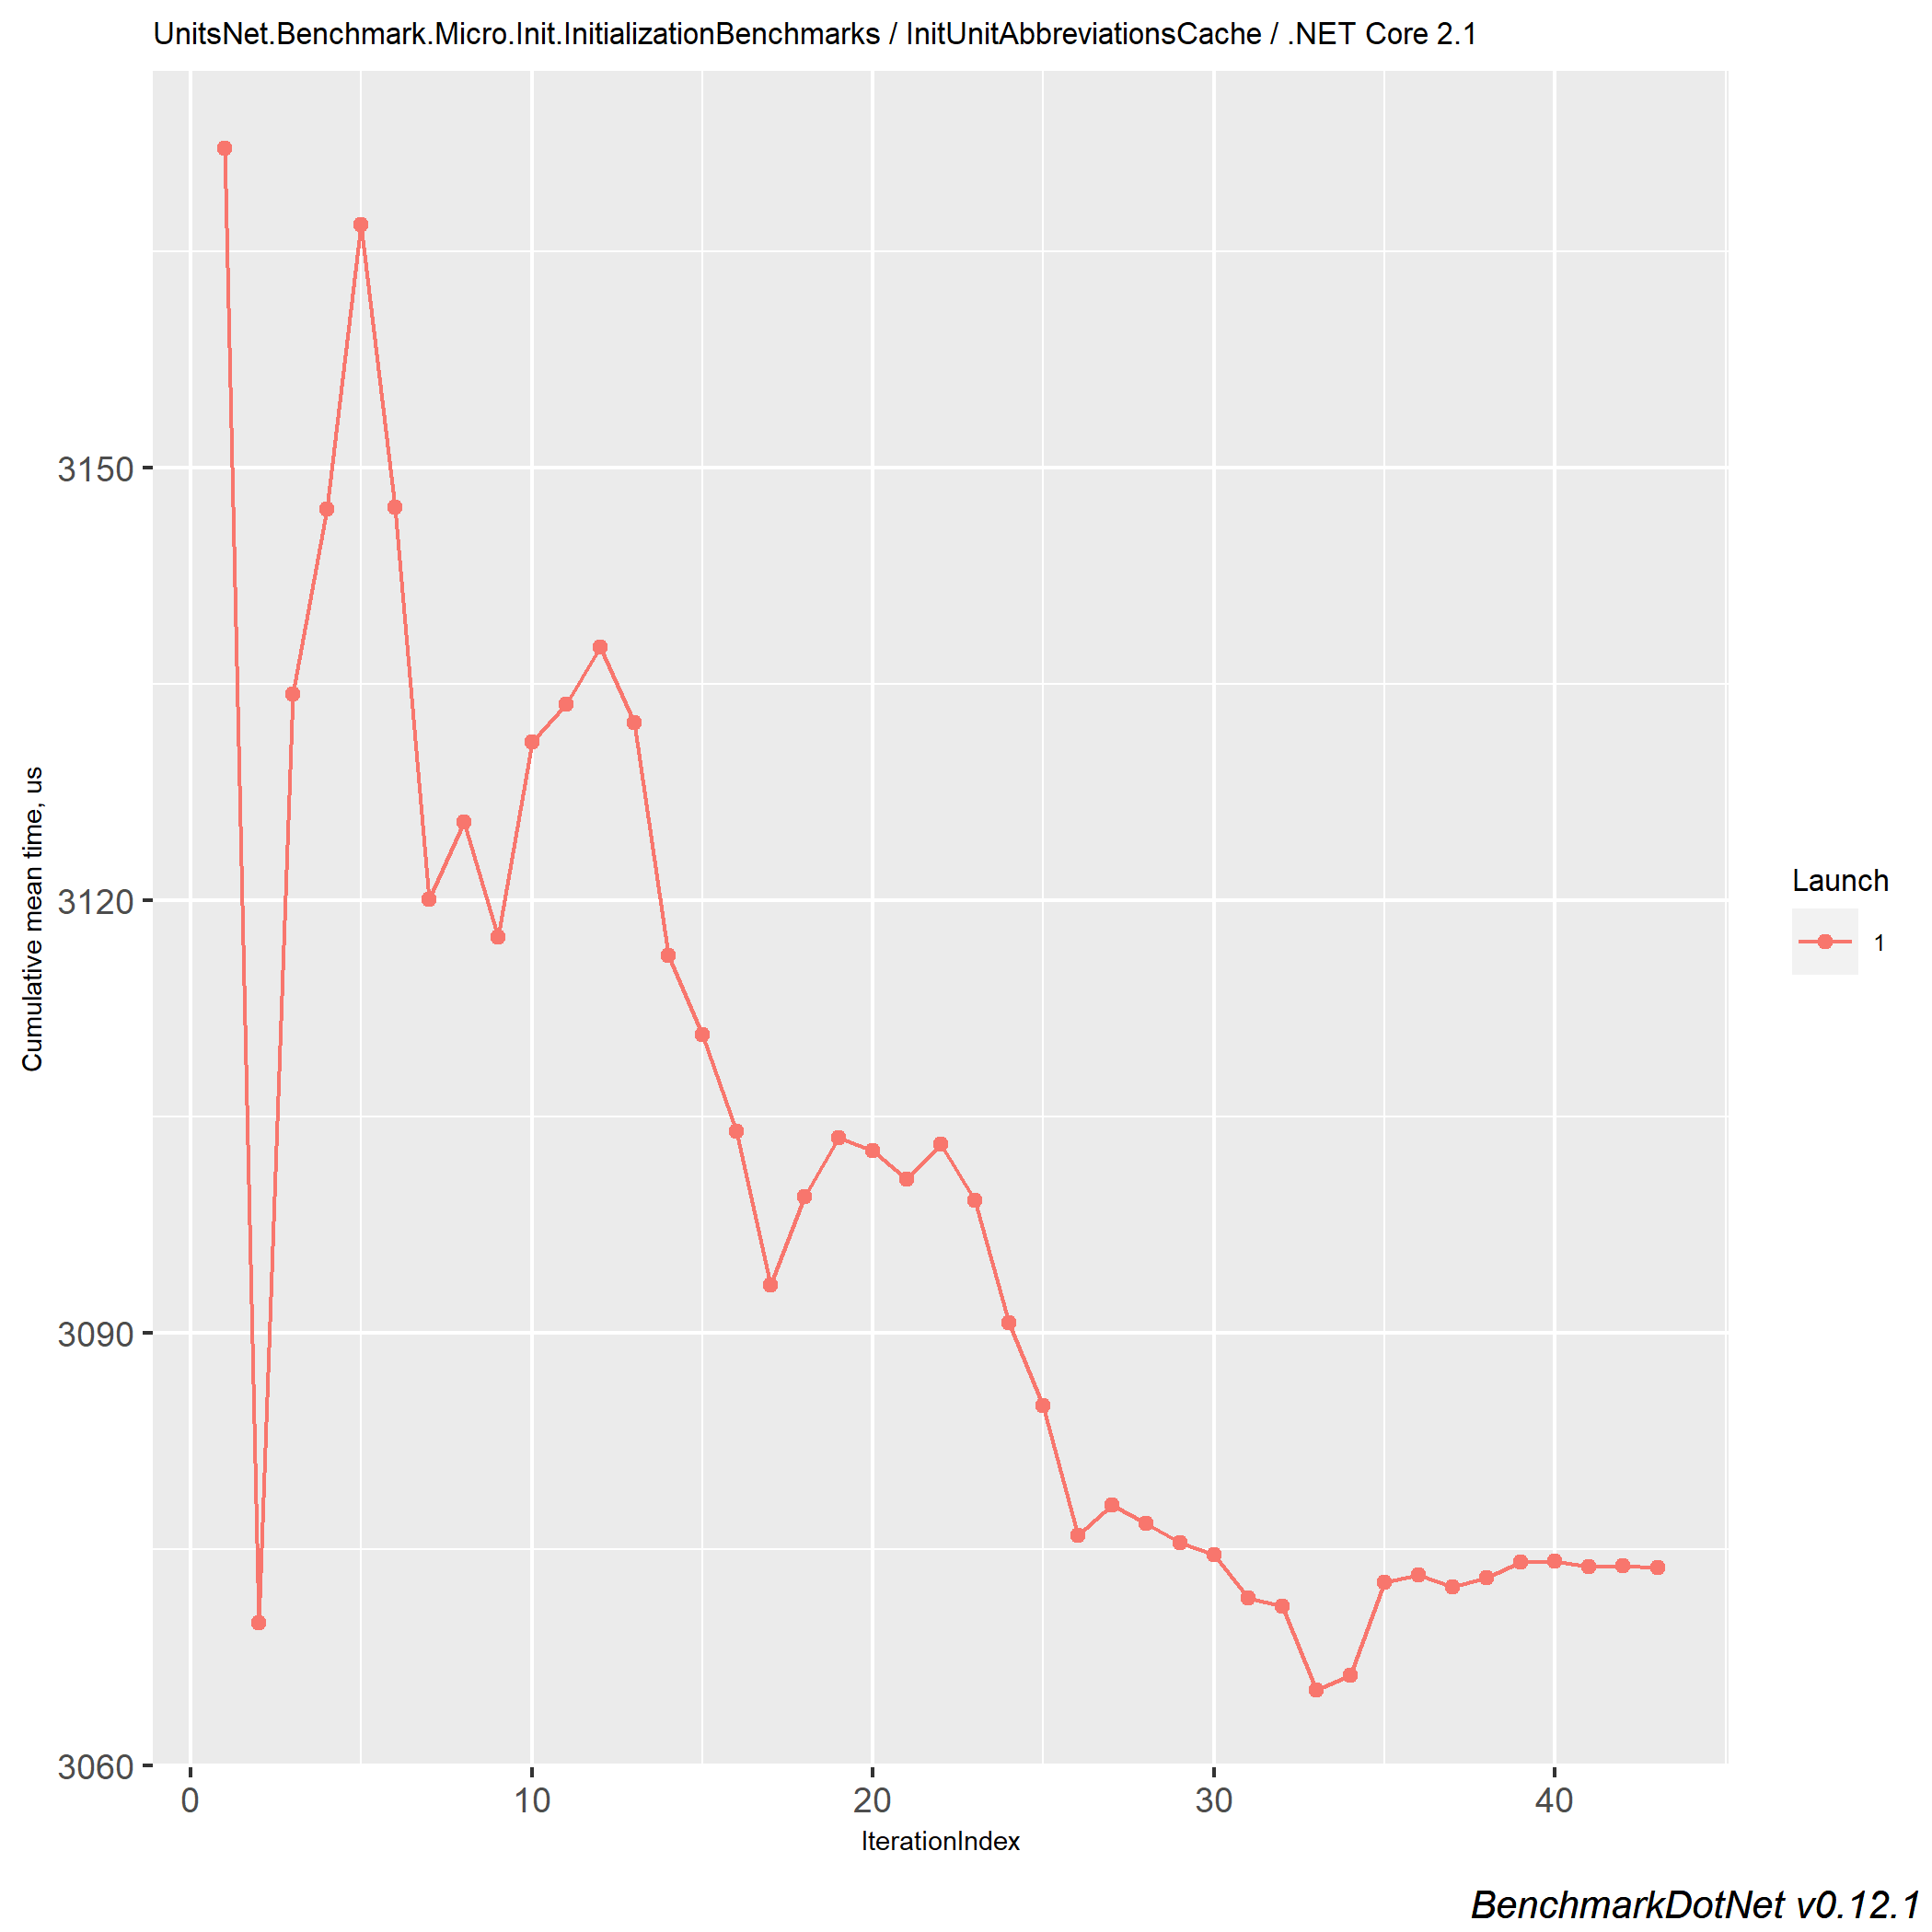 UnitsNet.Benchmark.Micro.Init.InitializationBenchmarks / InitUnitAbbreviationsCache / .NET Core 2.1
Cumulative mean time, us
3150
3120
3090
3060
0 10 20 30 40
IterationIndex
Launch
1
BenchmarkDotNet v0.12.1